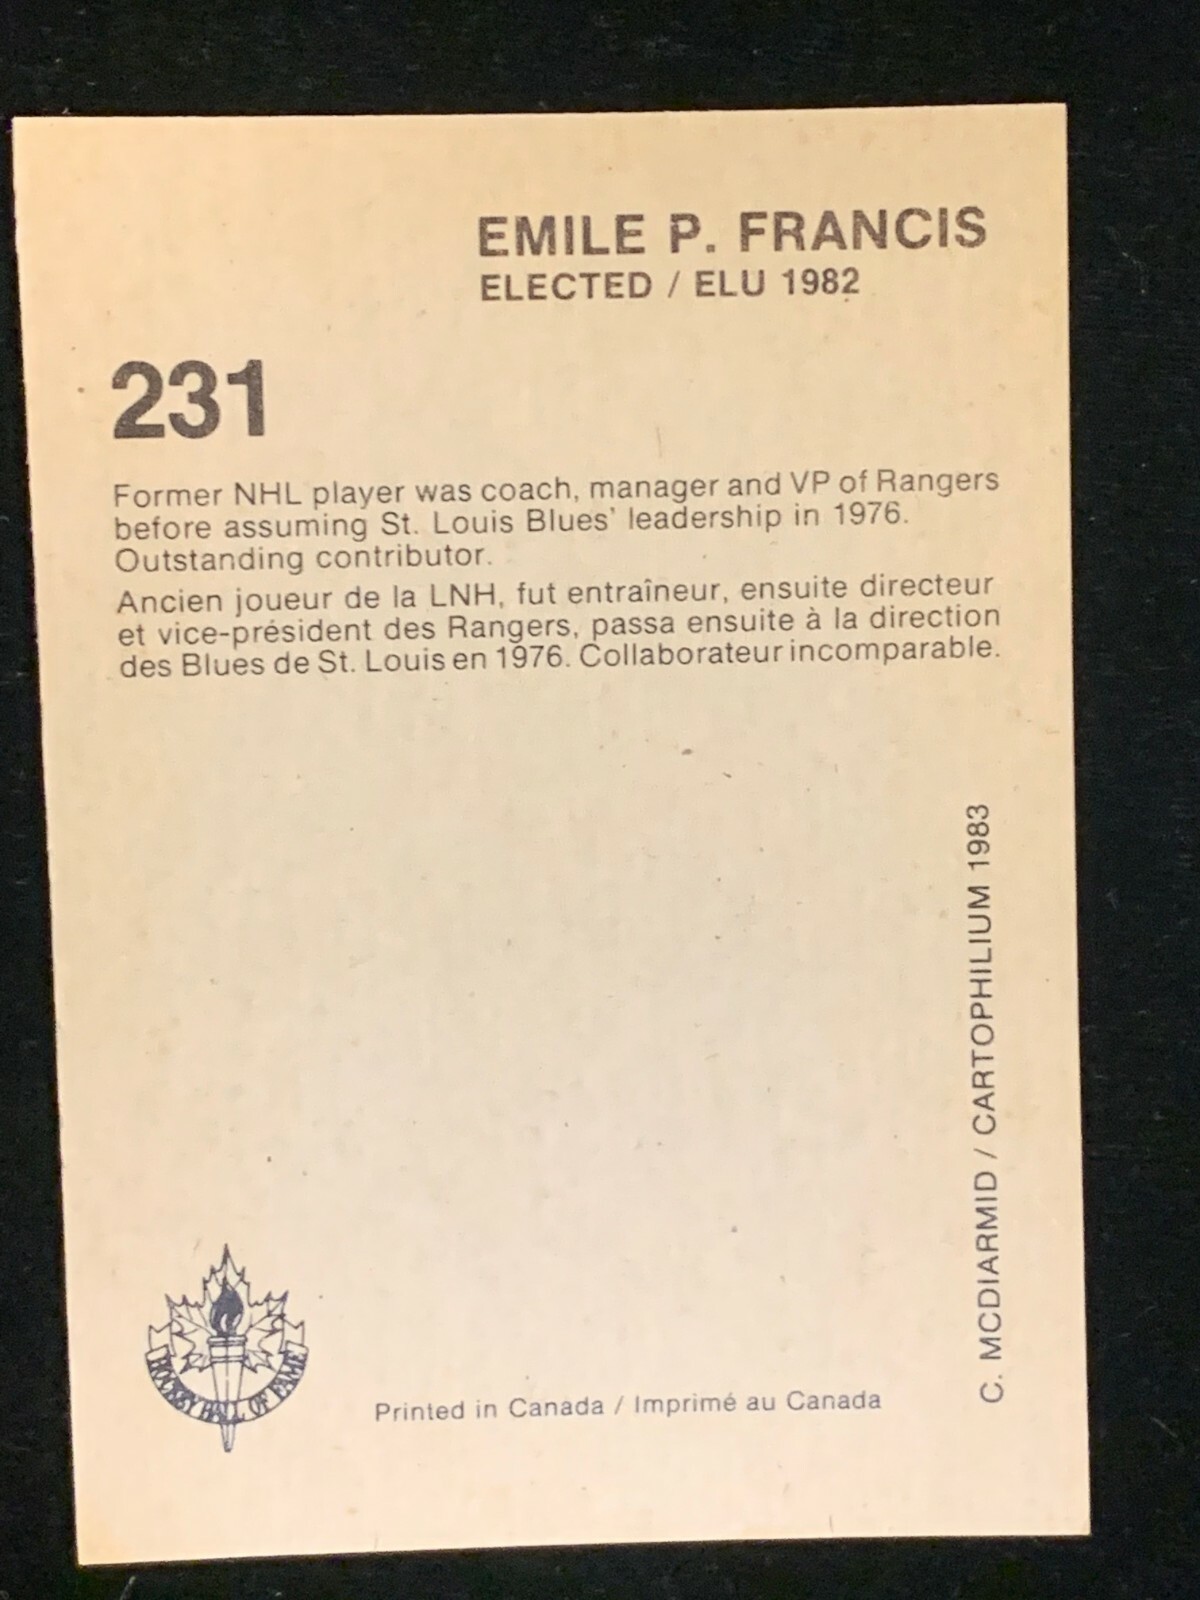 EMILE P. FRANCIS
ELECTED / ELU 1982
231
Former NHL player was coach, manager and VP of Rangers
before assuming St. Louis Blues' leadership in 1976.
Outstanding contributor.
Ancien joueur de la LNH, fut entraîneur, ensuite directeur
et vice-président des Rangers, passa ensuite à la direction
des Blues de St. Louis en 1976. Collaborateur incomparable.
C. MCDIARMID / CARTOPHILIUM 1983
HOCKEY HALL OF FAME
Printed in Canada / Imprimé au Canada